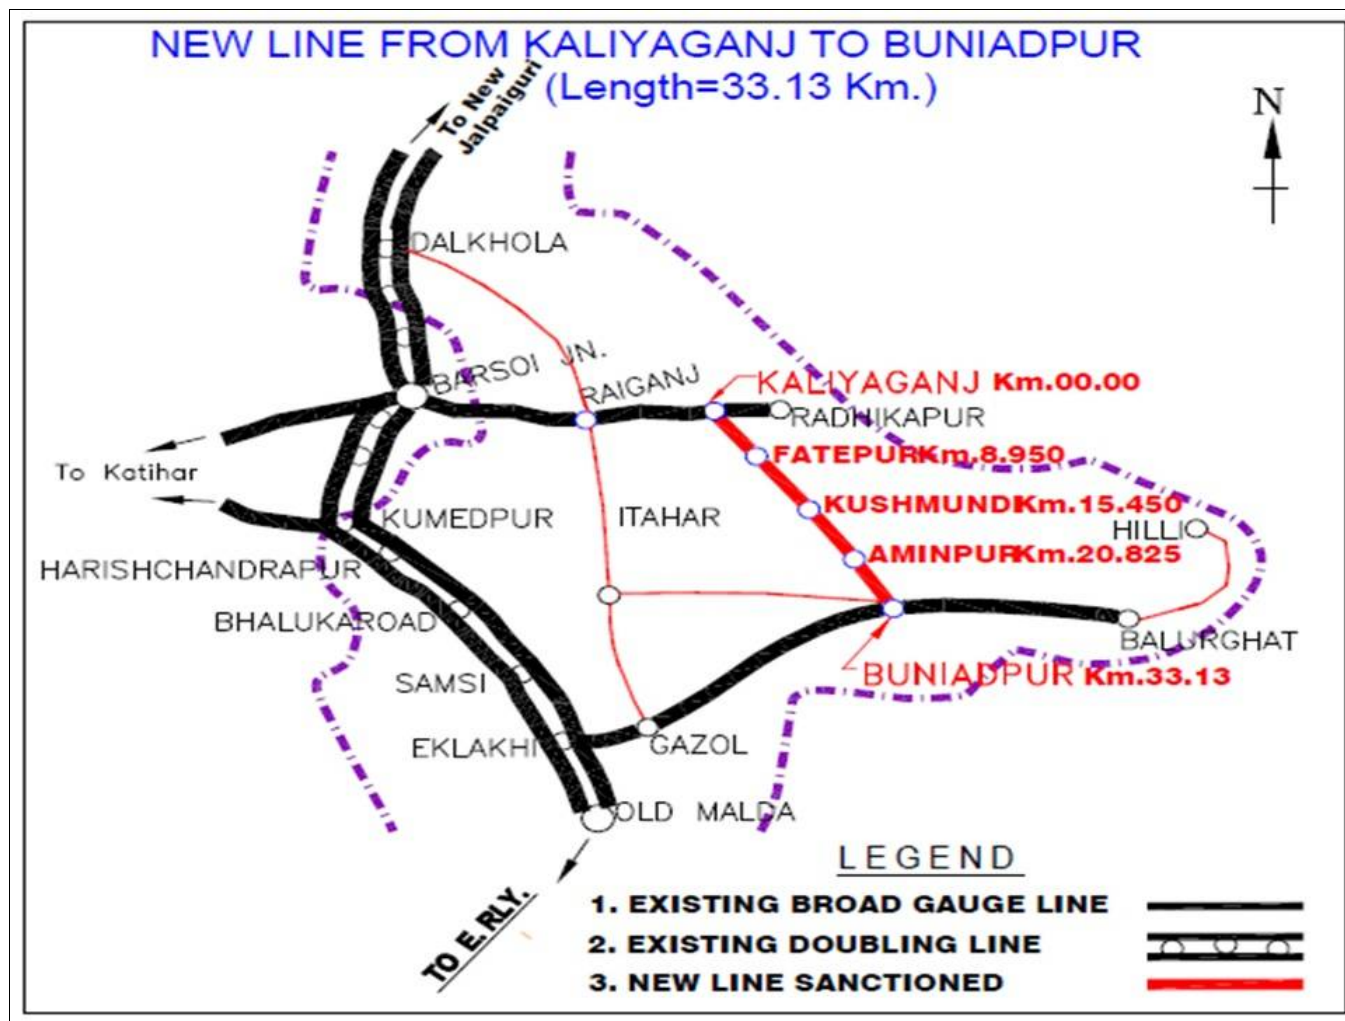 NEW LINE FROM KALIYAGANJ TO BUNIADPUR
(Length=33.13 Km.)
To New
Jalpaiguri
N
DALKHOLA
BARSOI JN.
RAIGANJ
KALIYAGANJ Km.00.00
RADHIKAPUR
To Katihar
FATEPUR Km.8.950
KUSHMUNDI Km.15.450
KUMEDPUR
ITAHAR
HILLI
AMINPUR Km.20.825
HARISHCHANDRAPUR
BHALUKAROAD
BALURGHAT
BUNIADPUR Km.33.13
SAMSI
EKLAKHI
GAZOL
OLD MALDA
TO E.RLY.
LEGEND
1. EXISTING BROAD GAUGE LINE
2. EXISTING DOUBLING LINE
3. NEW LINE SANCTIONED